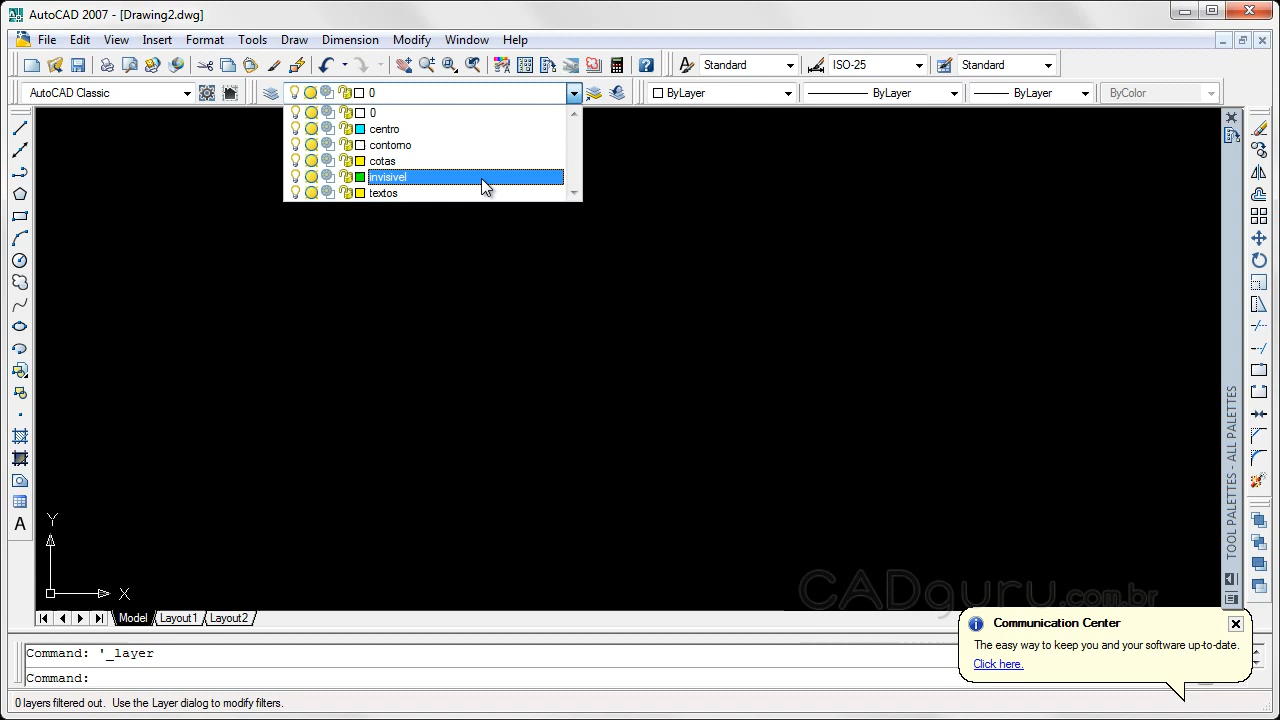 AutoCAD 2007 - [Drawing2.dwg]
File Edit View Insert Format Tools Draw Dimension Modify Window Help
Standard ISO-25 Standard
AutoCAD Classic 0 ByLayer ByLayer ByLayer ByColor
0
centro
contorno
cotas
invisivel
textos
TOOL PALETTES - ALL PALETTES
Y
X
A
CADguru.com.br
Model Layout1 Layout2
Communication Center
The easy way to keep you and your software up-to-date.
Click here.
Command: '_layer
Command:
0 layers filtered out. Use the Layer dialog to modify filters.